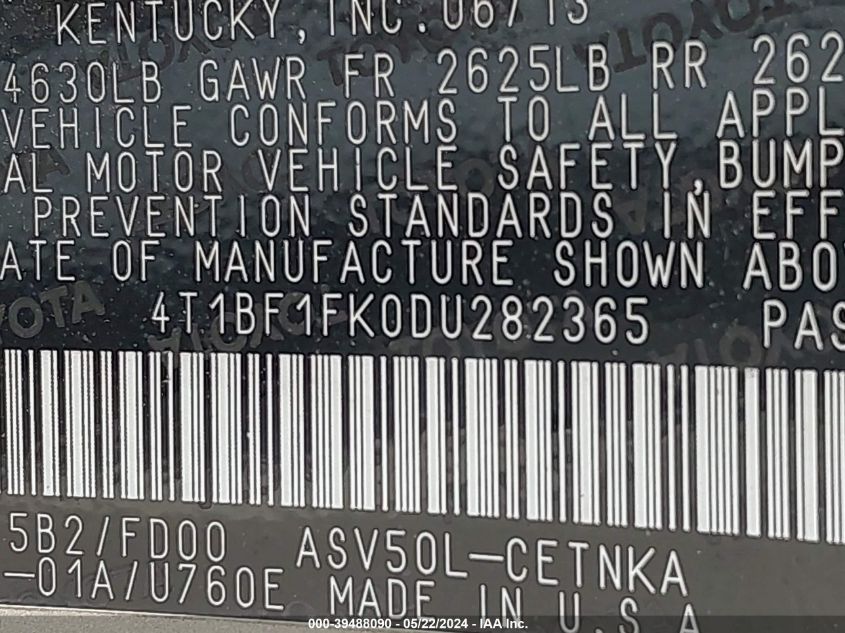 KENTUCKY, INC. 06/13
4630LB GAWR FR 2625LB RR 262
VEHICLE CONFORMS TO ALL APPL
AL MOTOR VEHICLE SAFETY, BUMP
PREVENTION STANDARDS IN EFF
ATE OF MANUFACTURE SHOWN ABO
4T1BF1FK0DU282365 PAS
5B2/FD00 ASV50L-CETNKA
-01A/U760E MADE IN U.S.A
000-39488090 - 05/22/2024 - IAA Inc.